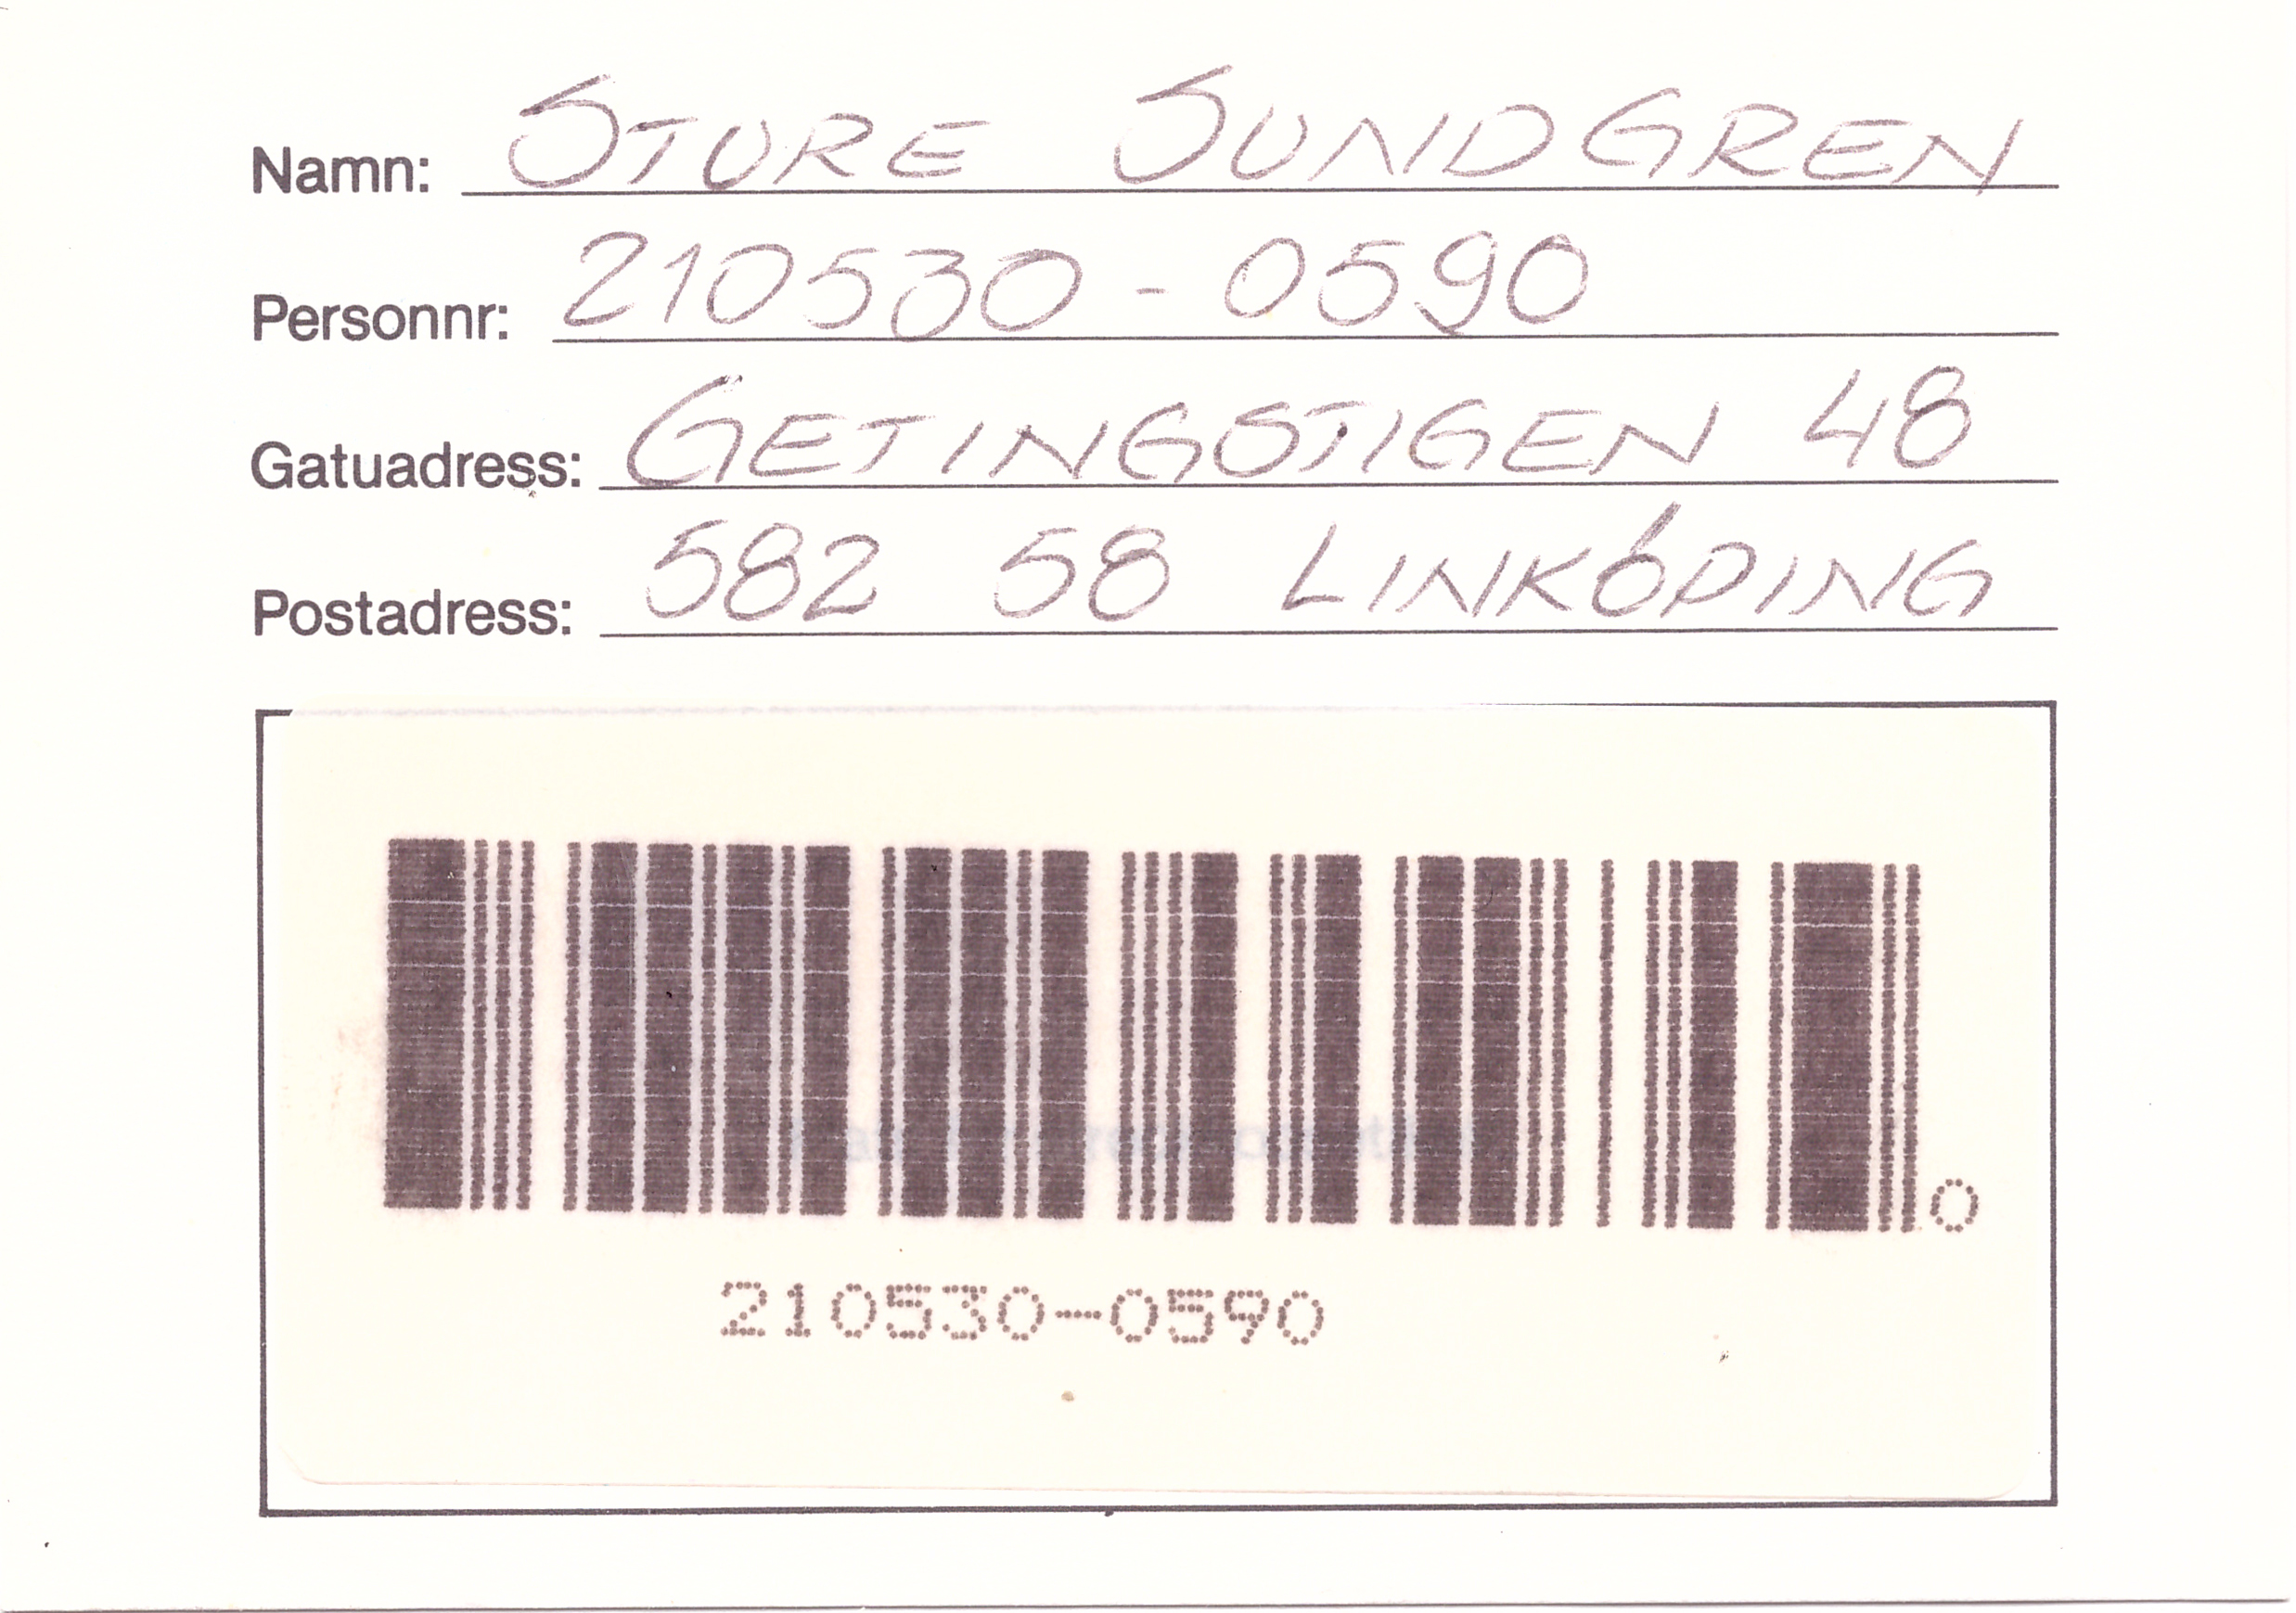 Namn: STURE SUNDGREN
Personnr: 210530 - 0590
Gatuadress: GETINGSTIGEN 48
Postadress: 582 58 LINKÖPING
0
210530-0590